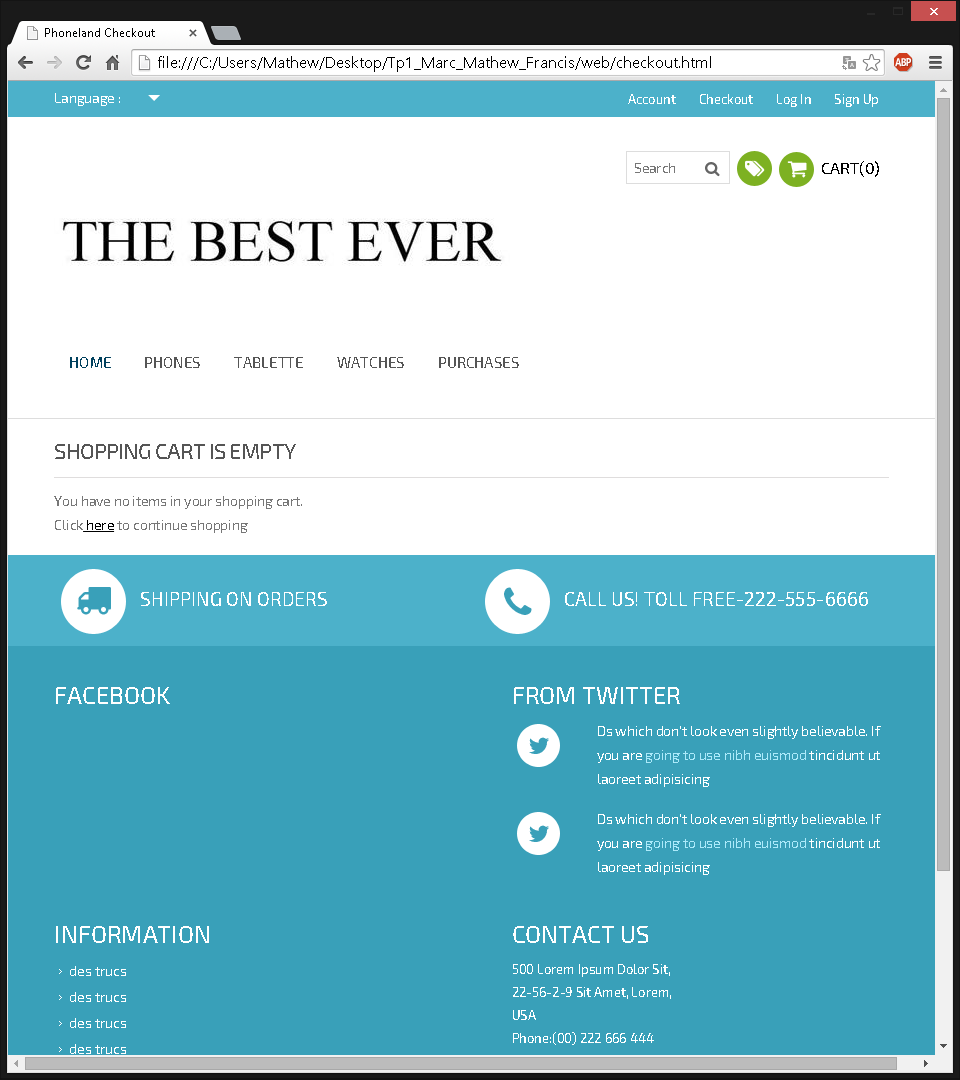 Phoneland Checkout
file:///C:/Users/Mathew/Desktop/Tp1_Marc_Mathew_Francis/web/checkout.html
ABP
Language :
Account Checkout Log In Sign Up
Search
CART(0)
THE BEST EVER
HOME PHONES TABLETTE WATCHES PURCHASES
SHOPPING CART IS EMPTY
You have no items in your shopping cart.
Click here to continue shopping
SHIPPING ON ORDERS
CALL US! TOLL FREE-222-555-6666
FACEBOOK
FROM TWITTER
Ds which don't look even slightly believable. If
you are going to use nibh euismod tincidunt ut
laoreet adipisicing
Ds which don't look even slightly believable. If
you are going to use nibh euismod tincidunt ut
laoreet adipisicing
INFORMATION
des trucs
des trucs
des trucs
des trucs
CONTACT US
500 Lorem Ipsum Dolor Sit,
22-56-2-9 Sit Amet, Lorem,
USA
Phone:(00) 222 666 444